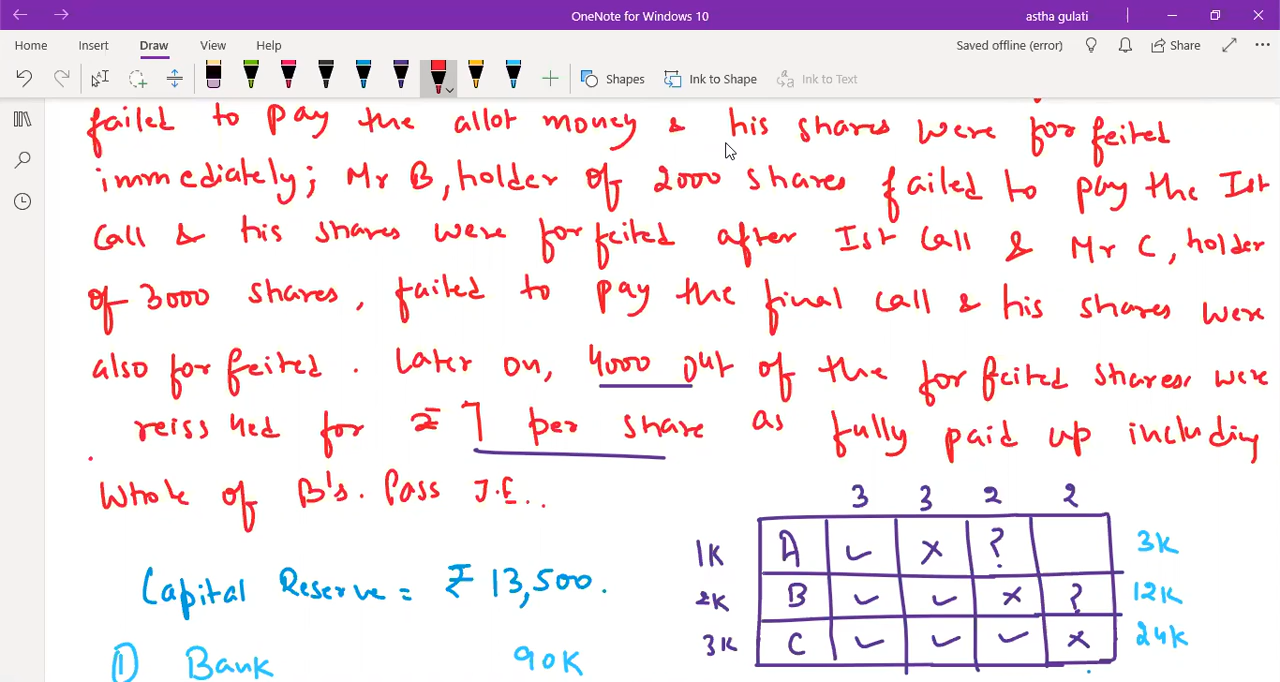 OneNote for Windows 10
astha gulati
Home Insert Draw View Help
Saved offline (error)
Share
Shapes
Ink to Shape
Ink to Text
failed to pay the allot money & his shares were forfeited
immediately; Mr B, holder of 2000 shares failed to pay the Ist
Call & his shares were forfeited after Ist Call & Mr C, holder
of 3000 shares, failed to pay the final call & his shares were
also forfeited. Later on, 4000 out of the forfeited shares were
reissued for ₹ 7 per share as fully paid up including
Whole of B's. Pass J.E..
3 3 2 2
1K A ✓ × ? 3K
Capital Reserve = ₹ 13,500.
2K B ✓ ✓ × ? 12K
3K C ✓ ✓ ✓ × 24K
① Bank 90K